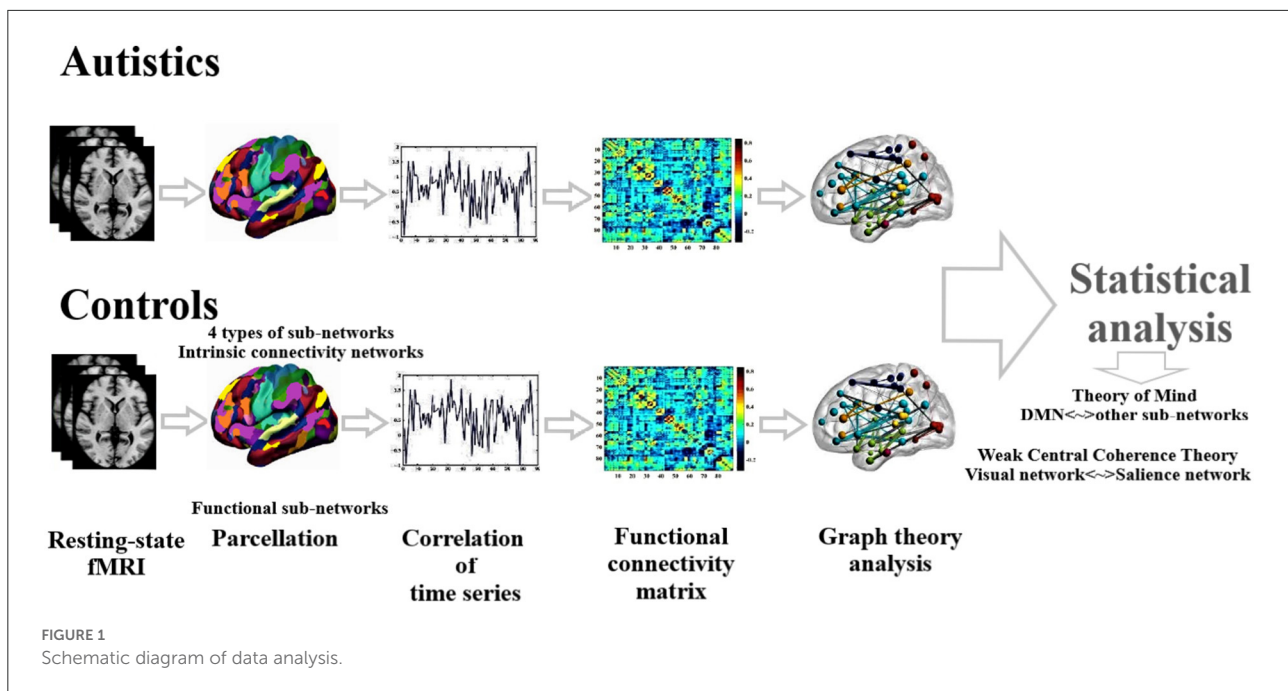 Autistics
Controls
4 types of sub-networks
Intrinsic connectivity networks
Functional sub-networks
Resting-state
fMRI
Parcellation
Correlation
of
time series
Functional
connectivity
matrix
Graph theory
analysis
Statistical
analysis
Theory of Mind
DMN<~>other sub-networks
Weak Central Coherence Theory
Visual network<~>Salience network
FIGURE 1
Schematic diagram of data analysis.